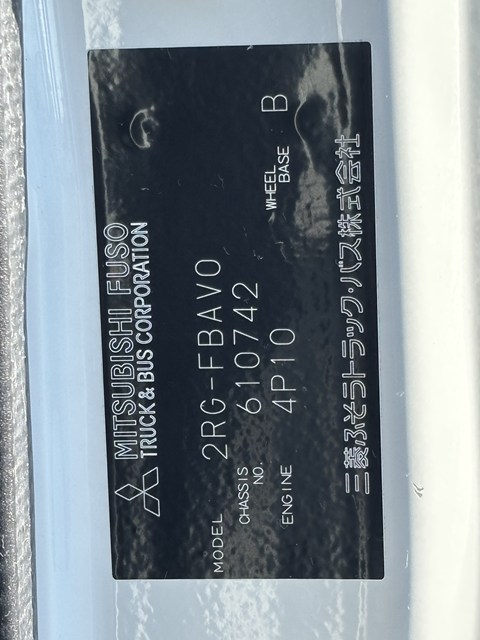 MITSUBISHI FUSO
TRUCK & BUS CORPORATION
MODEL 2RG-FBAV0
CHASSIS NO. 610742
ENGINE 4P10
WHEEL BASE B
三菱ふそうトラック・バス株式会社